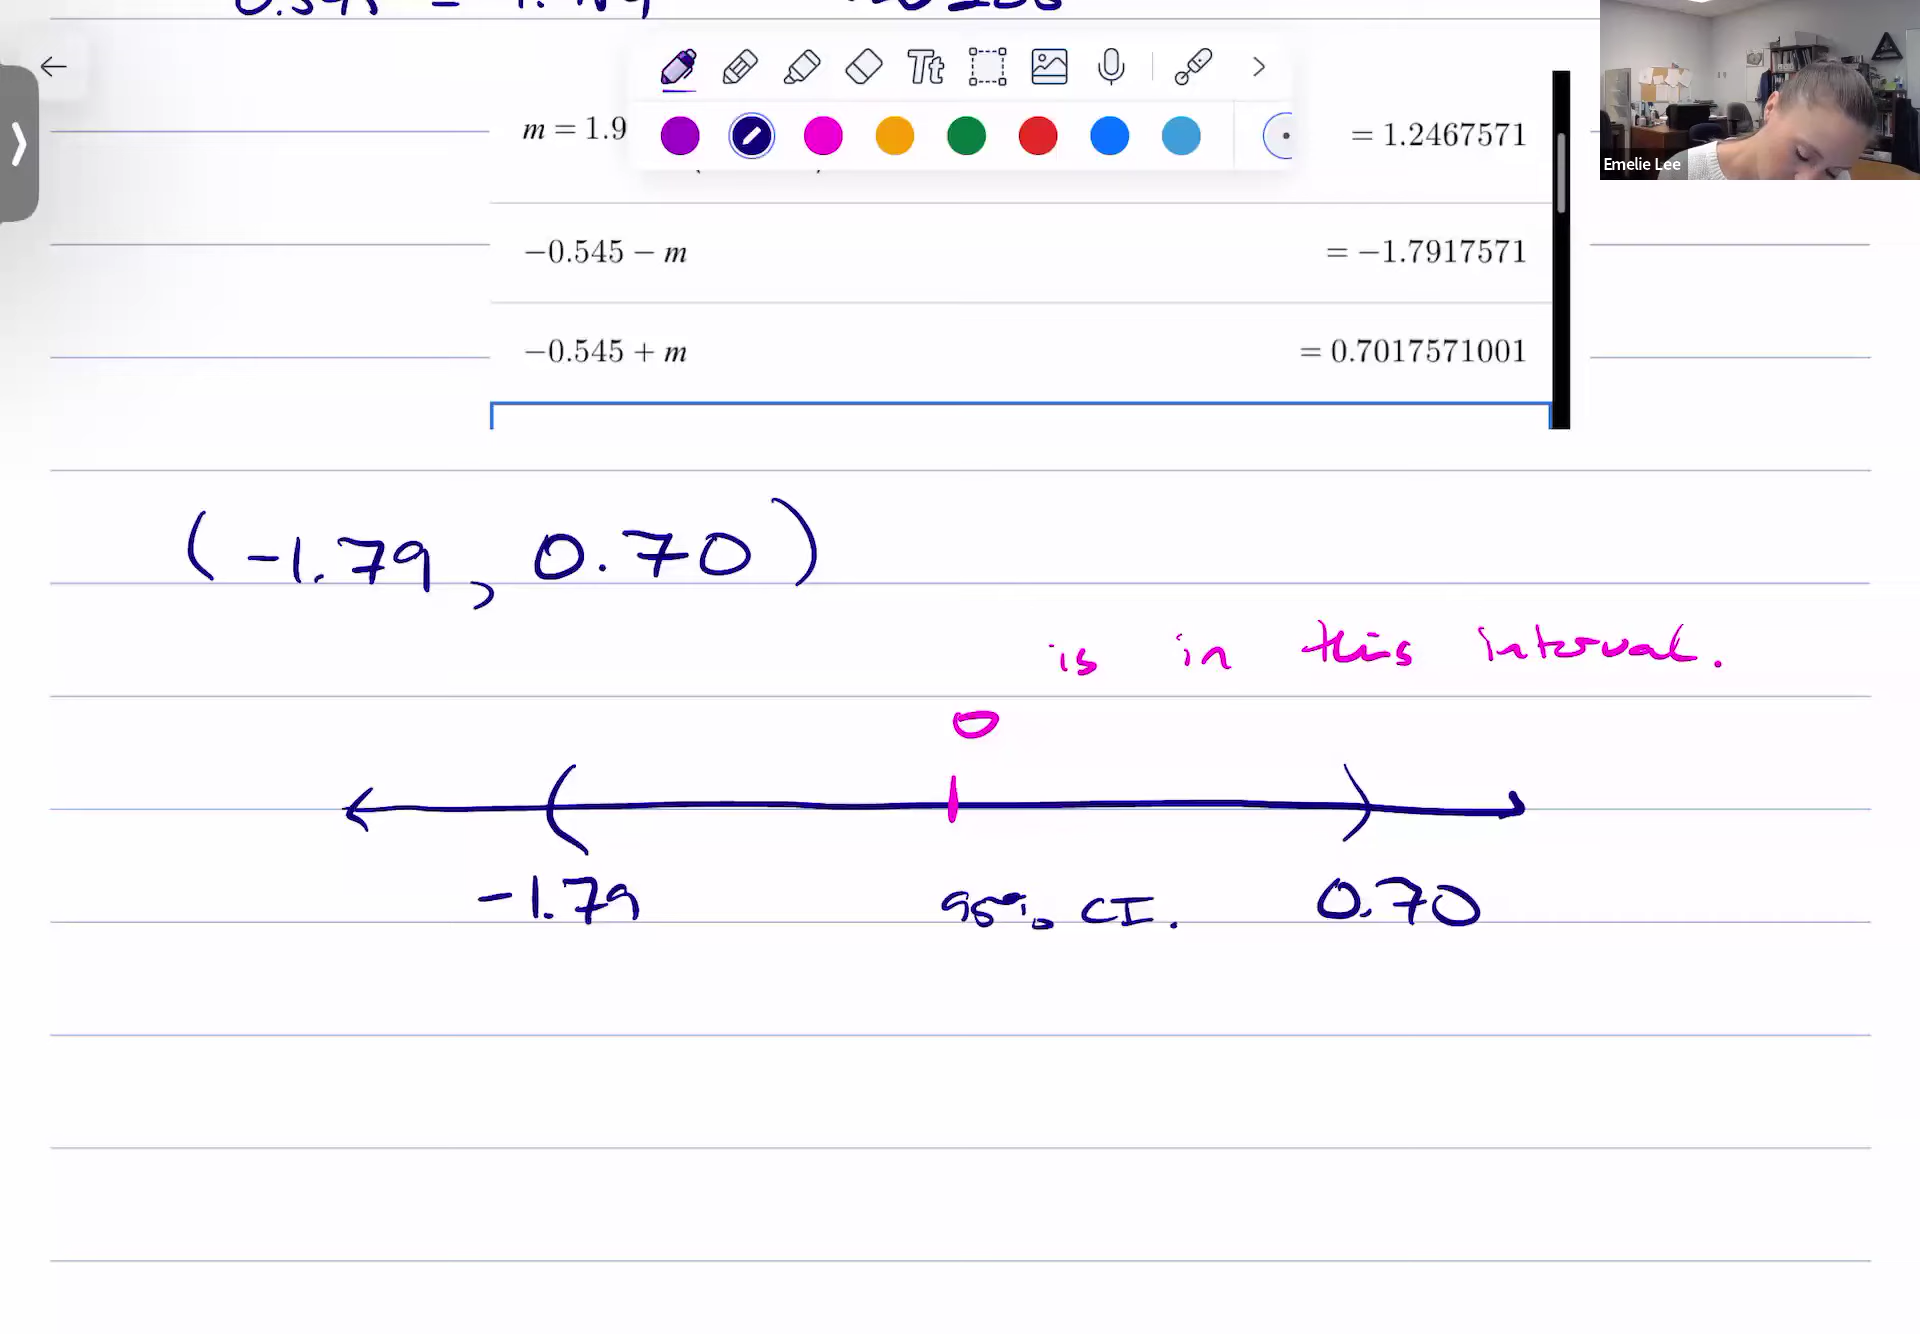 Tt
Emelie Lee
m = 1.9
= 1.2467571
−0.545 − m
= −1.7917571
−0.545 + m
= 0.7017571001
(-1.79, 0.70)
is in this interval.
0
-1.79 95% CI. 0.70